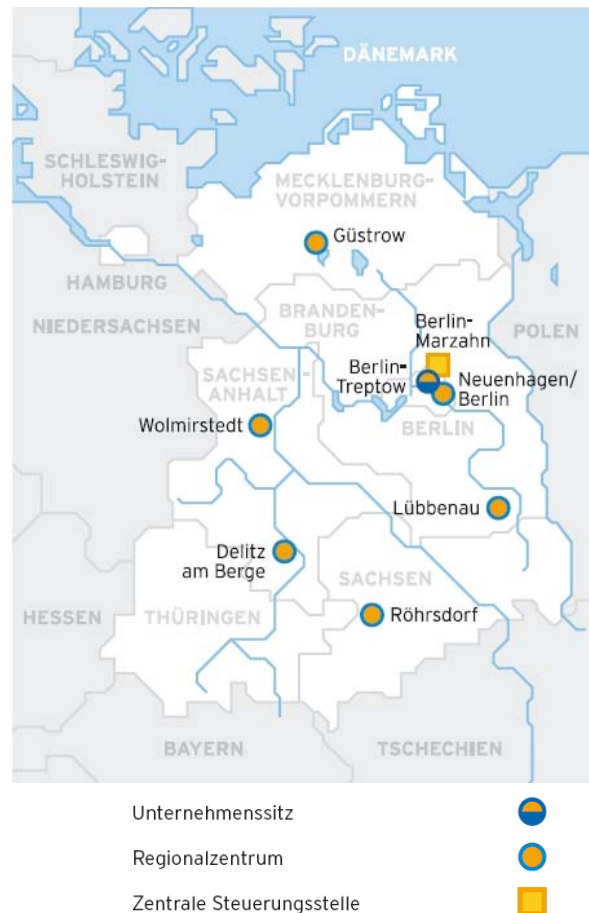 DÄNEMARK
SCHLESWIG-
HOLSTEIN
MECKLENBURG-
VORPOMMERN
Güstrow
HAMBURG
NIEDERSACHSEN
BRANDEN-
BURG
Berlin-
Marzahn
POLEN
Berlin-
Treptow
Neuenhagen/
Berlin
SACHSEN-
ANHALT
Wolmirstedt
BERLIN
Lübbenau
Delitz
am Berge
SACHSEN
HESSEN
THÜRINGEN
Röhrsdorf
BAYERN
TSCHECHIEN
Unternehmenssitz
Regionalzentrum
Zentrale Steuerungsstelle